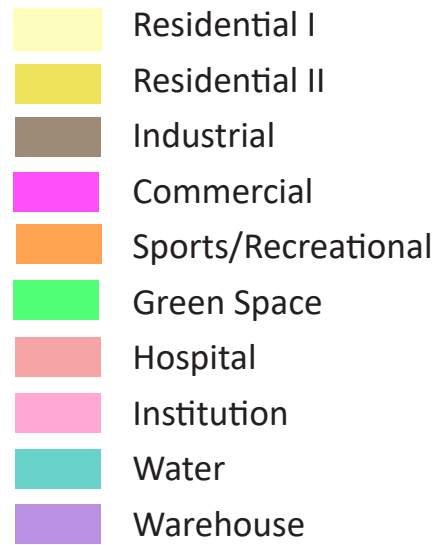 Residential I
Residential II
Industrial
Commercial
Sports/Recreational
Green Space
Hospital
Institution
Water
Warehouse